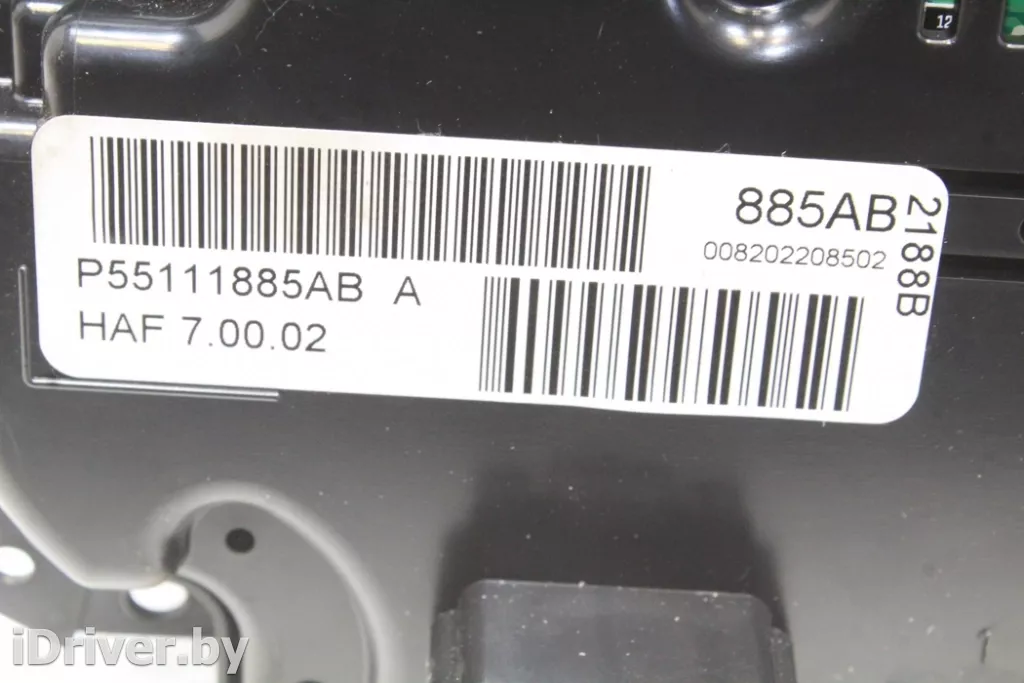 12
885AB
008202208502
2188B
P55111885AB A
HAF 7.00.02
iDriver.by